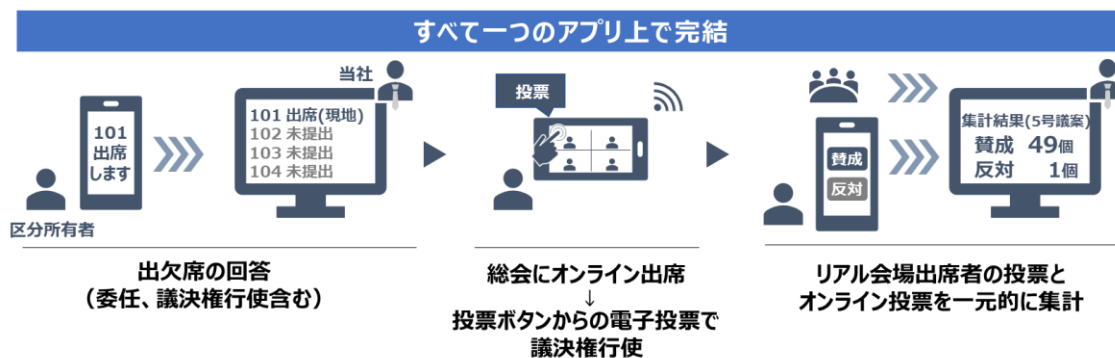 すべて一つのアプリ上で完結
当社
101
出席
します
101 出席(現地)
102 未提出
103 未提出
104 未提出
区分所有者
出欠席の回答
（委任、議決権行使含む）
投票
総会にオンライン出席
↓
投票ボタンからの電子投票で
議決権行使
賛成
反対
集計結果(5号議案)
賛成 49個
反対 1個
リアル会場出席者の投票と
オンライン投票を一元的に集計